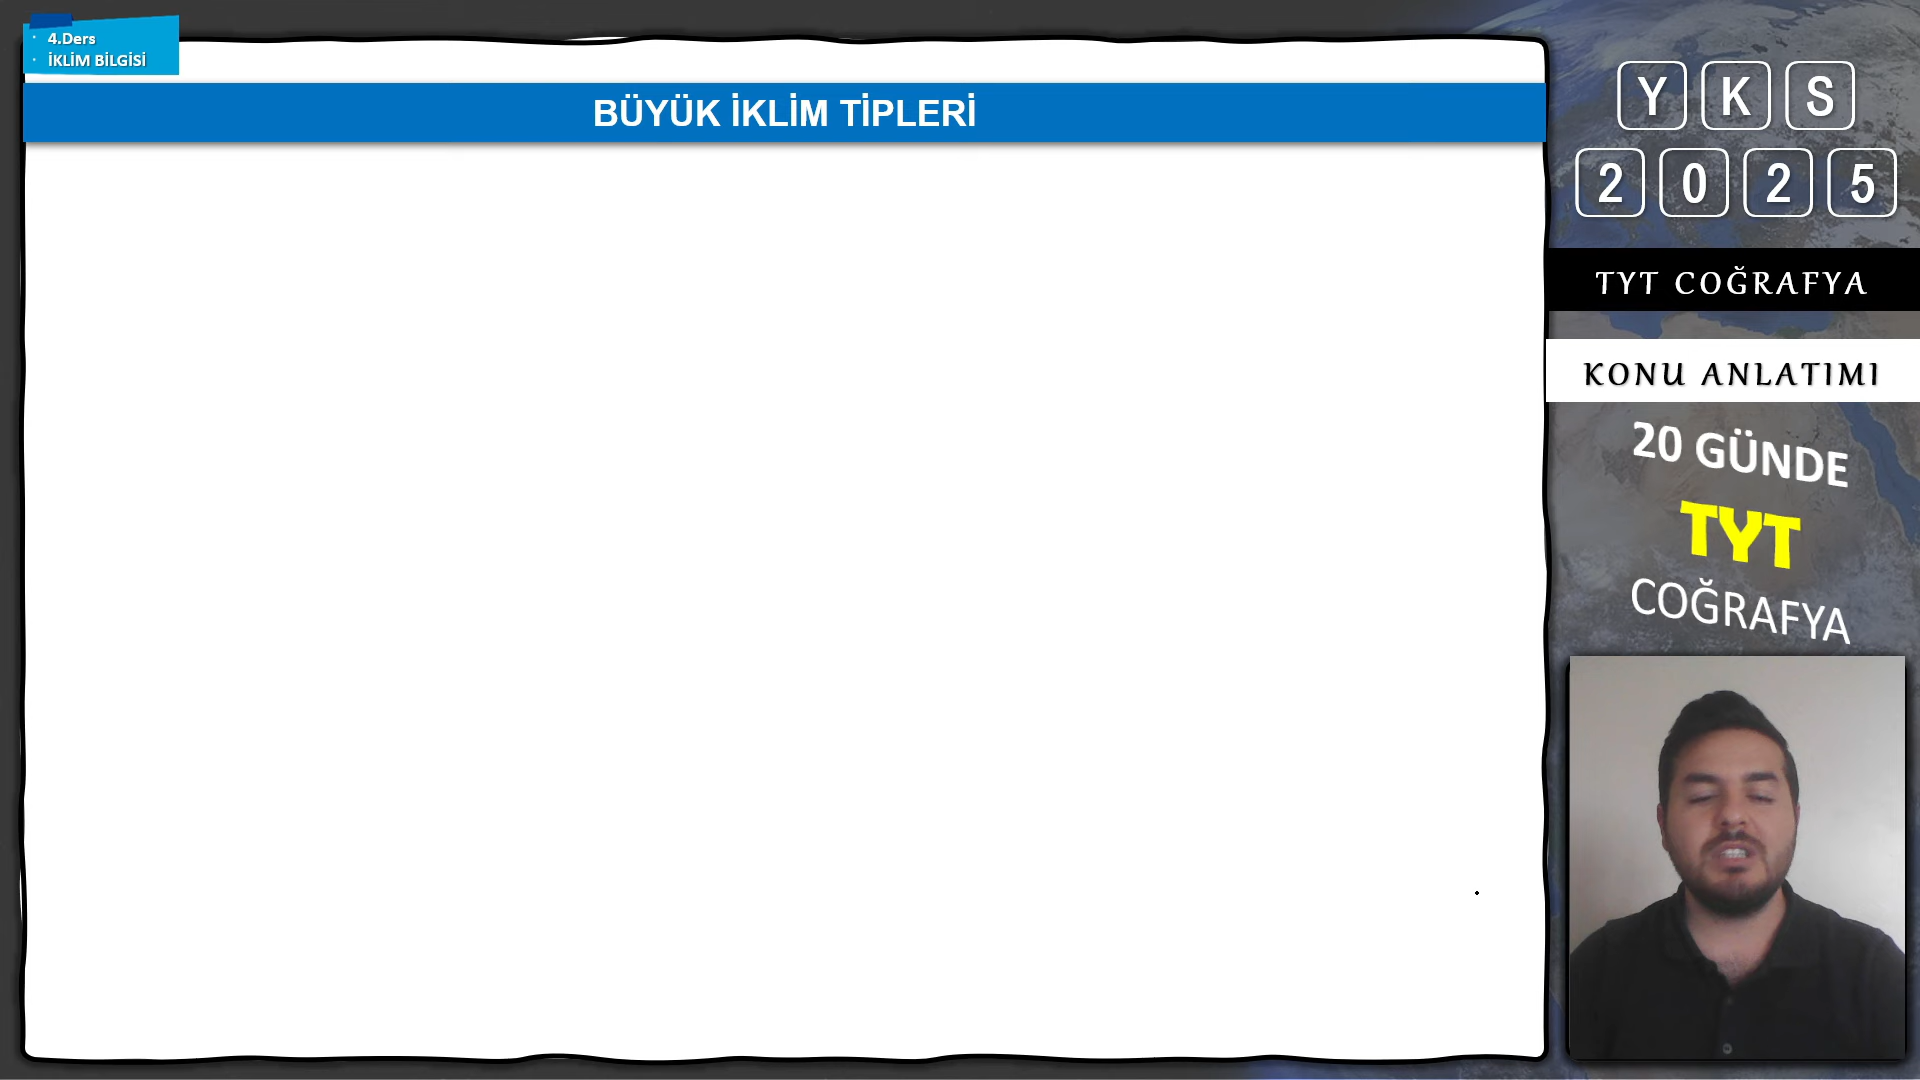 4.Ders
İKLİM BİLGİSİ
BÜYÜK İKLİM TİPLERİ
Y K S
2 0 2 5
TYT COĞRAFYA
KONU ANLATIMI
20 GÜNDE
TYT
COĞRAFYA